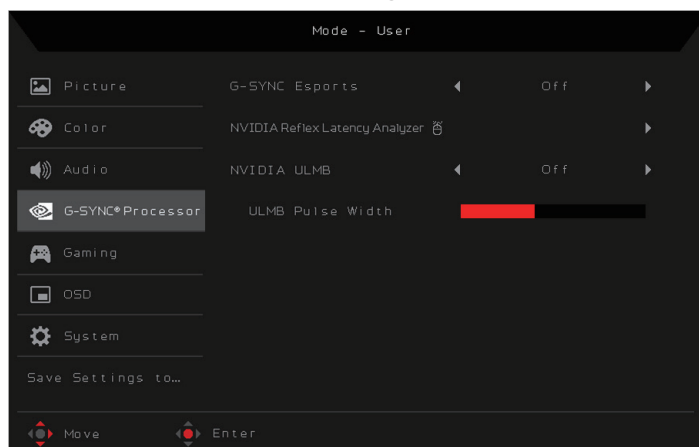 Mode - User
Picture
G-SYNC Esports Off
Color
NVIDIA Reflex Latency Analyzer
Audio
NVIDIA ULMB Off
G-SYNC® Processor
ULMB Pulse Width
Gaming
OSD
System
Save Settings to...
Move Enter